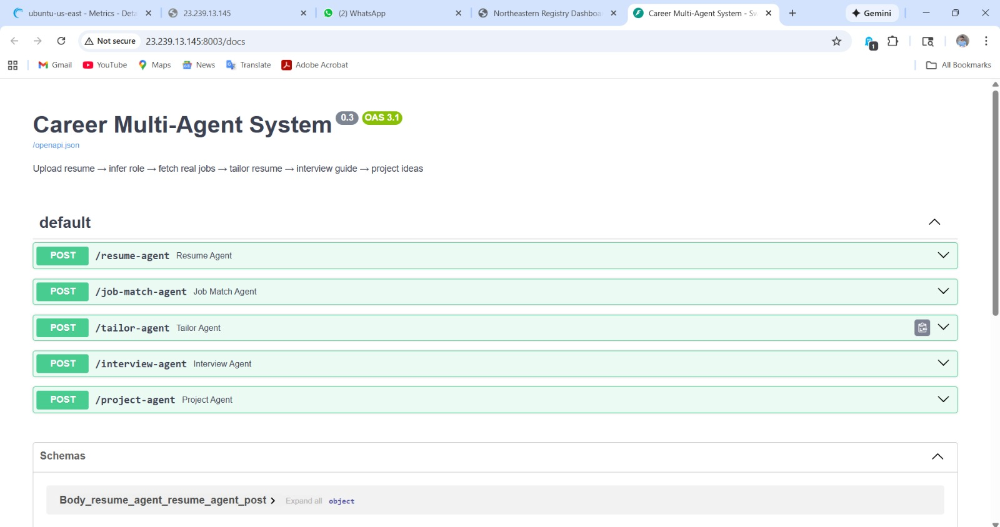 ubuntu-us-east - Metrics - Deta
23.239.13.145
(2) WhatsApp
Northeastern Registry Dashboa
Career Multi-Agent System - Sw
Gemini
Not secure
23.239.13.145:8003/docs
1
Gmail
YouTube
Maps
News
Translate
Adobe Acrobat
All Bookmarks
Career Multi-Agent System 0.3 OAS 3.1
/openapi.json
Upload resume → infer role → fetch real jobs → tailor resume → interview guide → project ideas
default
POST /resume-agent Resume Agent
POST /job-match-agent Job Match Agent
POST /tailor-agent Tailor Agent
POST /interview-agent Interview Agent
POST /project-agent Project Agent
Schemas
Body_resume_agent_resume_agent_post Expand all object